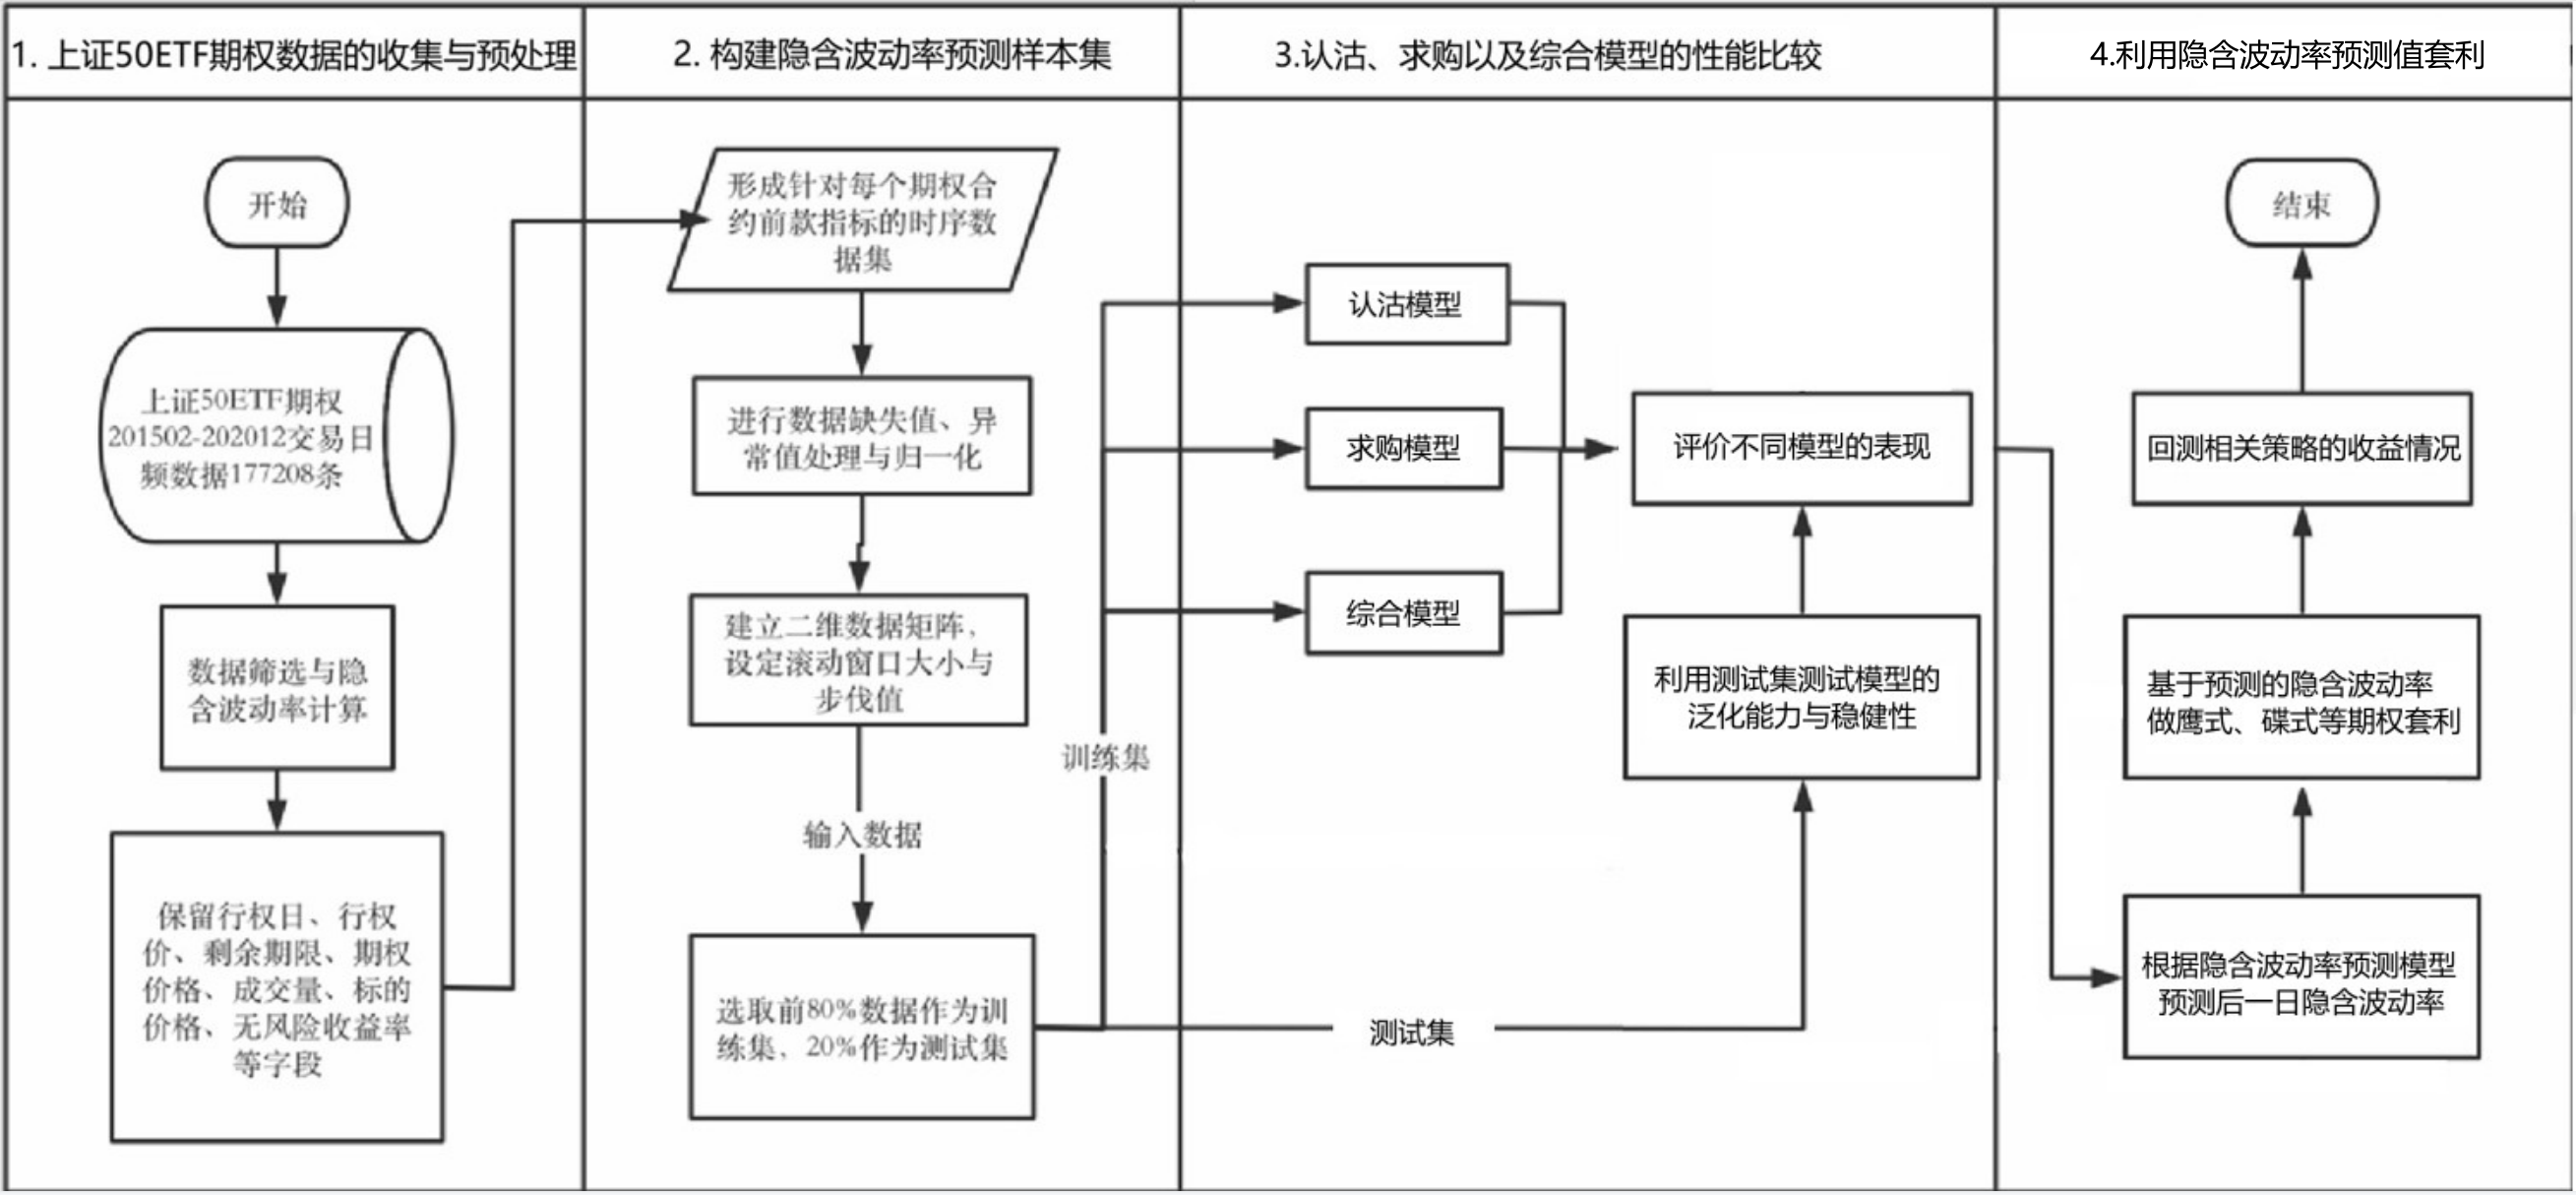 1. 上证50ETF期权数据的收集与预处理
2. 构建隐含波动率预测样本集
3.认沽、求购以及综合模型的性能比较
4.利用隐含波动率预测值套利
开始
上证50ETF期权
201502-202012交易日
频数据177208条
数据筛选与隐
含波动率计算
保留行权日、行权
价、剩余期限、期权
价格、成交量、标的
价格、无风险收益率
等字段
形成针对每个期权合
约前款指标的时序数
据集
进行数据缺失值、异
常值处理与归一化
建立二维数据矩阵，
设定滚动窗口大小与
步伐值
输入数据
选取前80%数据作为训
练集，20%作为测试集
训练集
测试集
认沽模型
求购模型
综合模型
评价不同模型的表现
利用测试集测试模型的
泛化能力与稳健性
结束
回测相关策略的收益情况
基于预测的隐含波动率
做鹰式、碟式等期权套利
根据隐含波动率预测模型
预测后一日隐含波动率